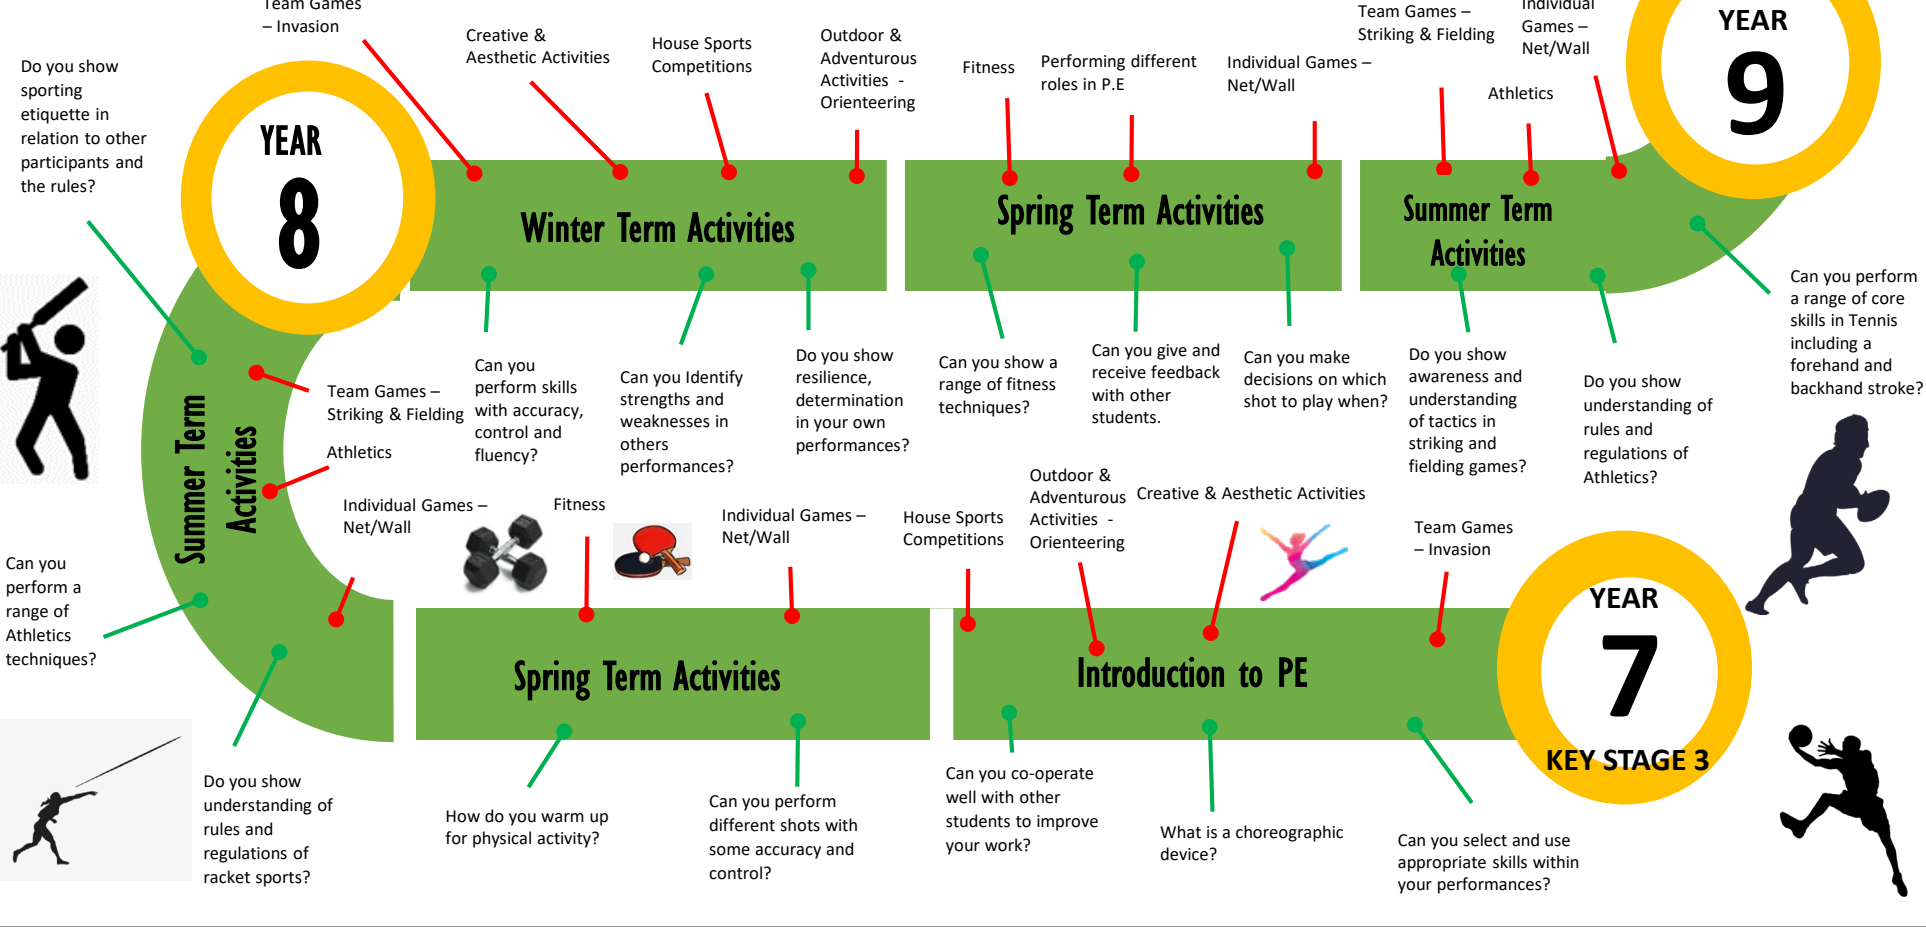 Team Games
– Invasion
Creative &
Aesthetic Activities
House Sports
Competitions
Outdoor &
Adventurous
Activities -
Orienteering
Fitness
Performing different
roles in P.E
Individual Games –
Net/Wall
Team Games –
Striking & Fielding
Athletics
Individual
Games –
Net/Wall
YEAR
9
Do you show
sporting
etiquette in
relation to other
participants and
the rules?
YEAR
8
Winter Term Activities
Spring Term Activities
Summer Term
Activities
Can you
perform skills
with accuracy,
control and
fluency?
Can you Identify
strengths and
weaknesses in
others
performances?
Do you show
resilience,
determination
in your own
performances?
Can you show a
range of fitness
techniques?
Can you give and
receive feedback
with other
students.
Can you make
decisions on which
shot to play when?
Do you show
awareness and
understanding
of tactics in
striking and
fielding games?
Do you show
understanding of
rules and
regulations of
Athletics?
Can you perform
a range of core
skills in Tennis
including a
forehand and
backhand stroke?
Summer Term
Activities
Team Games –
Striking & Fielding
Athletics
Individual Games –
Net/Wall
Can you
perform a
range of
Athletics
techniques?
Do you show
understanding of
rules and
regulations of
racket sports?
Fitness
Individual Games –
Net/Wall
House Sports
Competitions
Outdoor &
Adventurous
Activities -
Orienteering
Creative & Aesthetic Activities
Team Games
– Invasion
Spring Term Activities
Introduction to PE
YEAR
7
KEY STAGE 3
How do you warm up
for physical activity?
Can you perform
different shots with
some accuracy and
control?
Can you co-operate
well with other
students to improve
your work?
What is a choreographic
device?
Can you select and use
appropriate skills within
your performances?